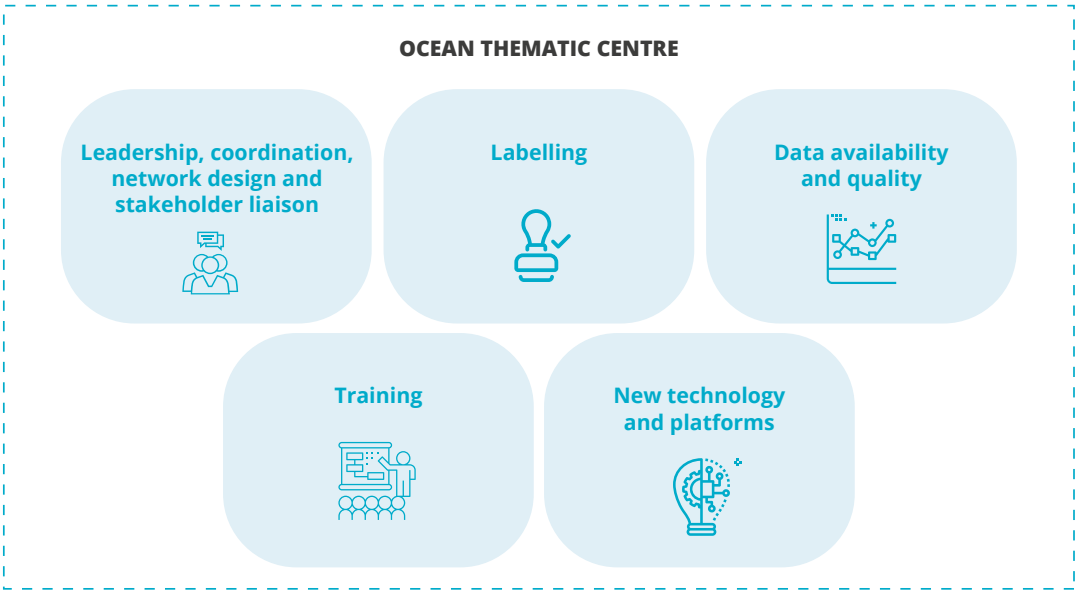 OCEAN THEMATIC CENTRE
Leadership, coordination,
network design and
stakeholder liaison
Labelling
Data availability
and quality
Training
New technology
and platforms